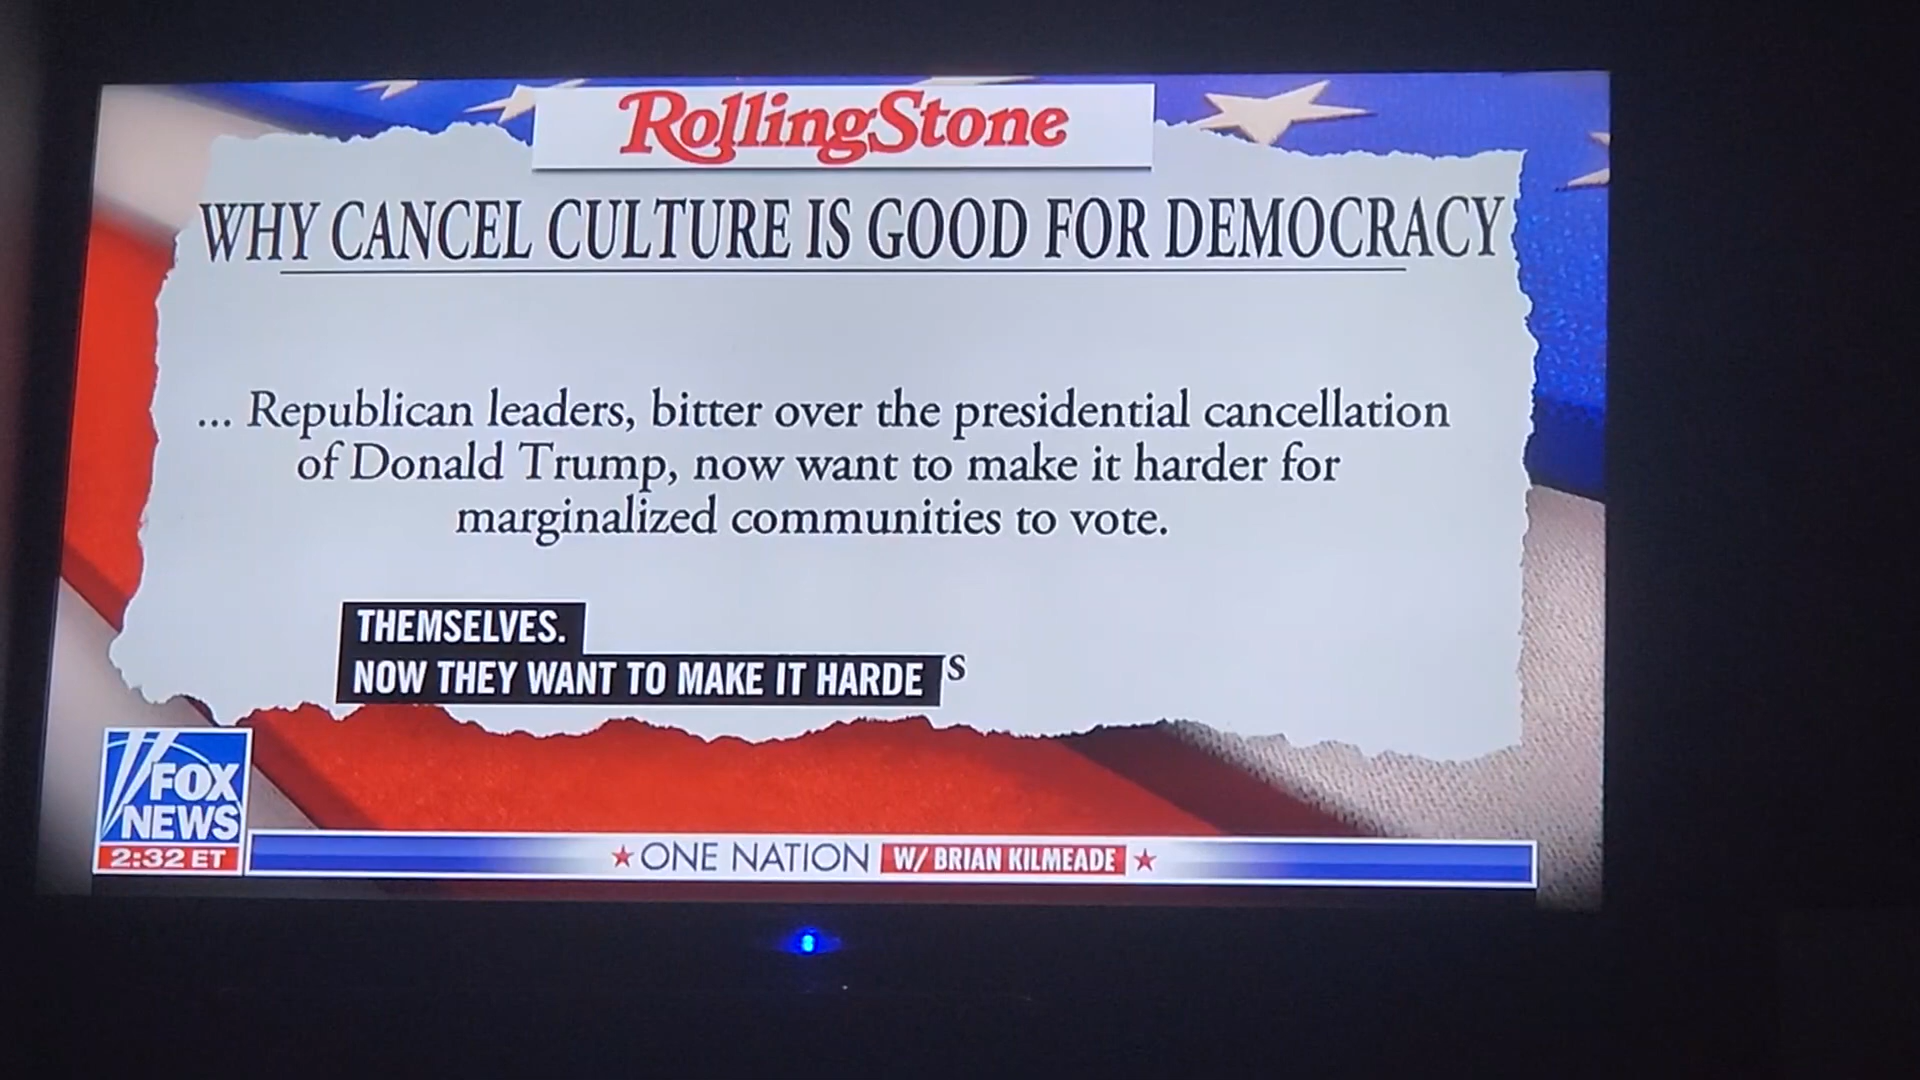 RollingStone
WHY CANCEL CULTURE IS GOOD FOR DEMOCRACY
... Republican leaders, bitter over the presidential cancellation
of Donald Trump, now want to make it harder for
marginalized communities to vote.
THEMSELVES.
NOW THEY WANT TO MAKE IT HARDE
S
FOX
NEWS
2:32 ET
ONE NATION W/ BRIAN KILMEADE